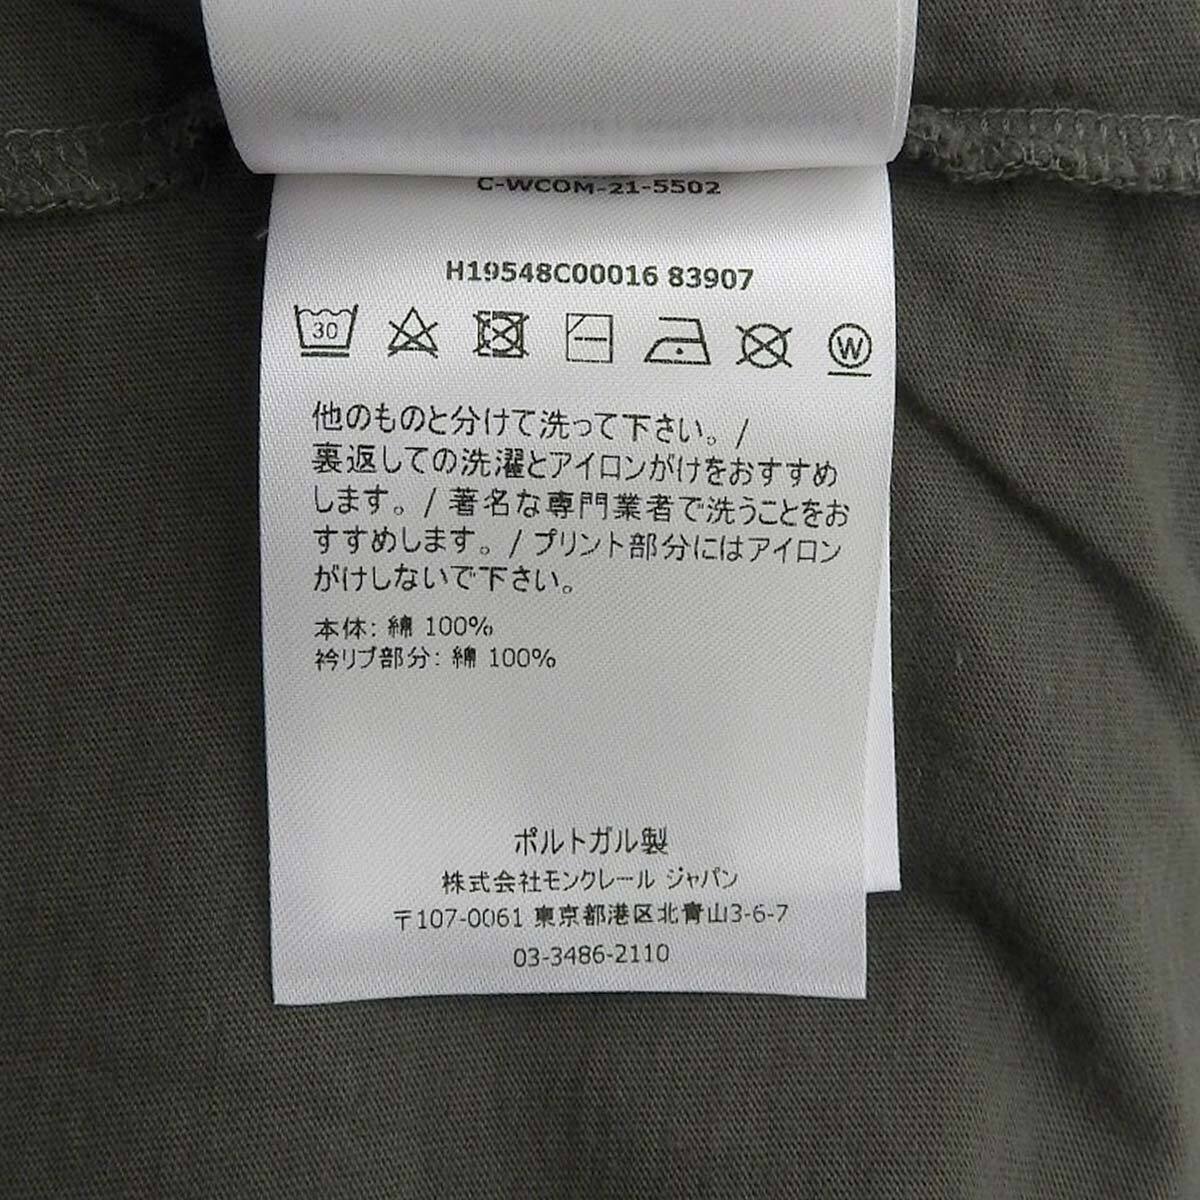 C-WCOM-21-5502
H19548C00016 83907
30
W
他のものと分けて洗って下さい。/
裏返しての洗濯とアイロンがけをおすすめ
します。/ 著名な専門業者で洗うことをお
すすめします。/ プリント部分にはアイロン
がけしないで下さい。
本体: 綿 100%
衿リブ部分: 綿 100%
ポルトガル製
株式会社モンクレール ジャパン
〒107-0061 東京都港区北青山3-6-7
03-3486-2110